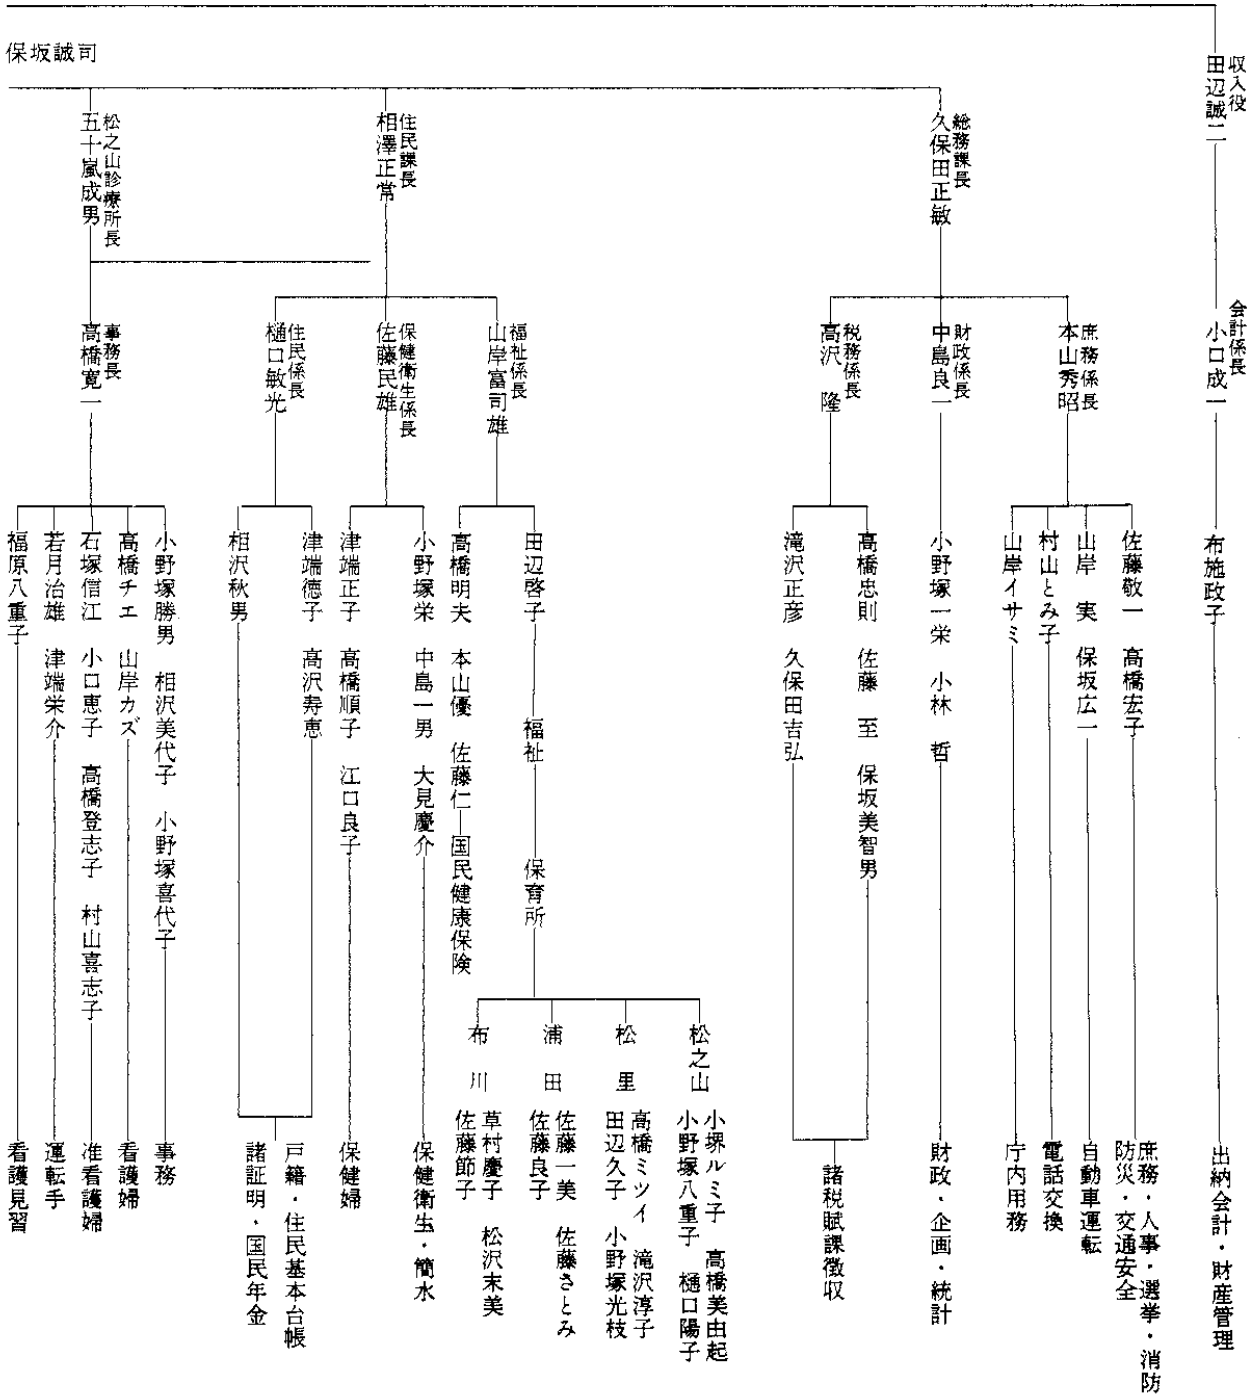 収入役
田辺誠二
会計係長
小口成一
布施政子
出納会計・財産管理
保坂誠司
総務課長
久保田正敏
庶務係長
本山秀昭
佐藤敬一 高橋宏子
庶務・人事・選挙・消防
防災・交通安全
山岸 実 保坂広一
自動車運転
村山とみ子
電話交換
山岸イサミ
庁内用務
財政係長
中島良一
小野塚一栄 小林 哲
財政・企画・統計
税務係長
高沢 隆
高橋忠則 佐藤 至 保坂美智男
滝沢正彦 久保田吉弘
諸税賦課徴収
住民課長
相澤正常
福祉係長
山岸富司雄
田辺啓子
福祉
保育所
松之山
小堺ルミ子 高橋美由起
小野塚八重子 樋口陽子
松里
高橋ミツイ 滝沢淳子
田辺久子 小野塚光枝
浦田
佐藤一美 佐藤さとみ
佐藤良子
布川
草村慶子 松沢末美
佐藤節子
高橋明夫 本山優 佐藤仁―国民健康保険
保健衛生係長
佐藤民雄
小野塚栄 中島一男 大見慶介
保健衛生・簡水
津端正子 高橋順子 江口良子
保健婦
住民係長
樋口敏光
津端徳子 高沢寿恵
相沢秋男
戸籍・住民基本台帳
諸証明・国民年金
松之山診療所長
五十嵐成男
事務長
高橋寛一
小野塚勝男 相沢美代子 小野塚喜代子
事務
高橋チエ 山岸カズ
看護婦
石塚信江 小口恵子 高橋登志子 村山喜志子
准看護婦
若月治雄 津端栄介
運転手
福原八重子
看護見習